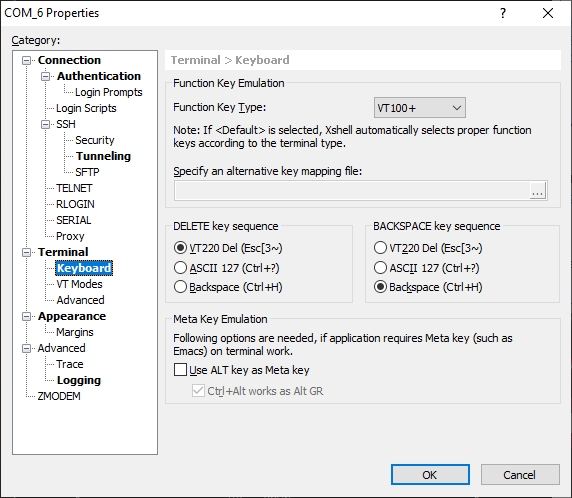 COM_6 Properties
Category:
Connection
Authentication
Login Prompts
Login Scripts
SSH
Security
Tunneling
SFTP
TELNET
RLOGIN
SERIAL
Proxy
Terminal
Keyboard
VT Modes
Advanced
Appearance
Margins
Advanced
Trace
Logging
ZMODEM
Terminal > Keyboard
Function Key Emulation
Function Key Type:
VT100+
Note: If <Default> is selected, Xshell automatically selects proper function
keys according to the terminal type.
Specify an alternative key mapping file:
...
DELETE key sequence
VT220 Del (Esc[3~)
ASCII 127 (Ctrl+?)
Backspace (Ctrl+H)
BACKSPACE key sequence
VT220 Del (Esc[3~)
ASCII 127 (Ctrl+?)
Backspace (Ctrl+H)
Meta Key Emulation
Following options are needed, if application requires Meta key (such as
Emacs) on terminal work.
Use ALT key as Meta key
Ctrl+Alt works as Alt GR
OK
Cancel